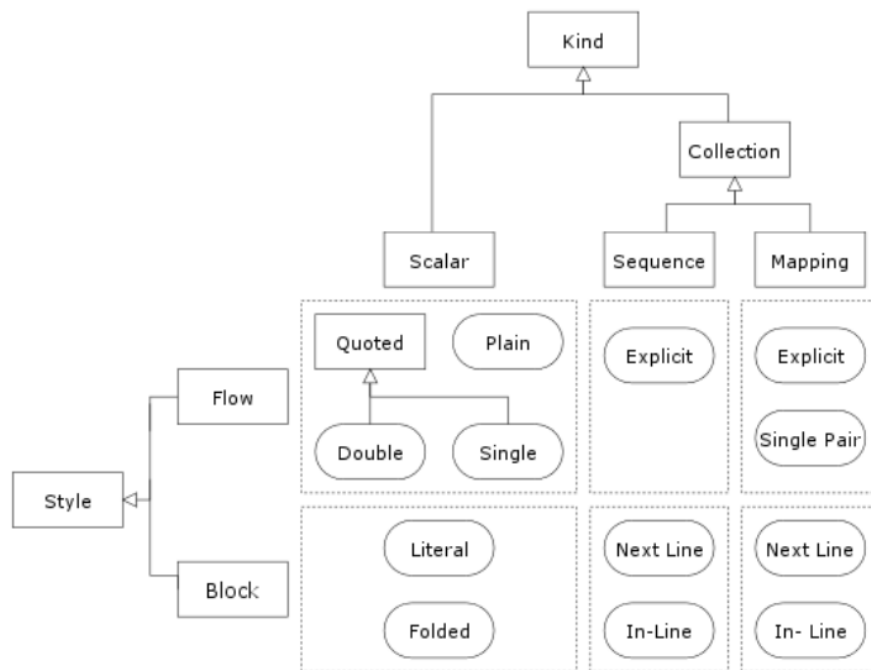 Kind
Collection
Scalar
Sequence
Mapping
Quoted
Plain
Explicit
Explicit
Flow
Double
Single
Single Pair
Style
Literal
Next Line
Next Line
Block
Folded
In-Line
In- Line